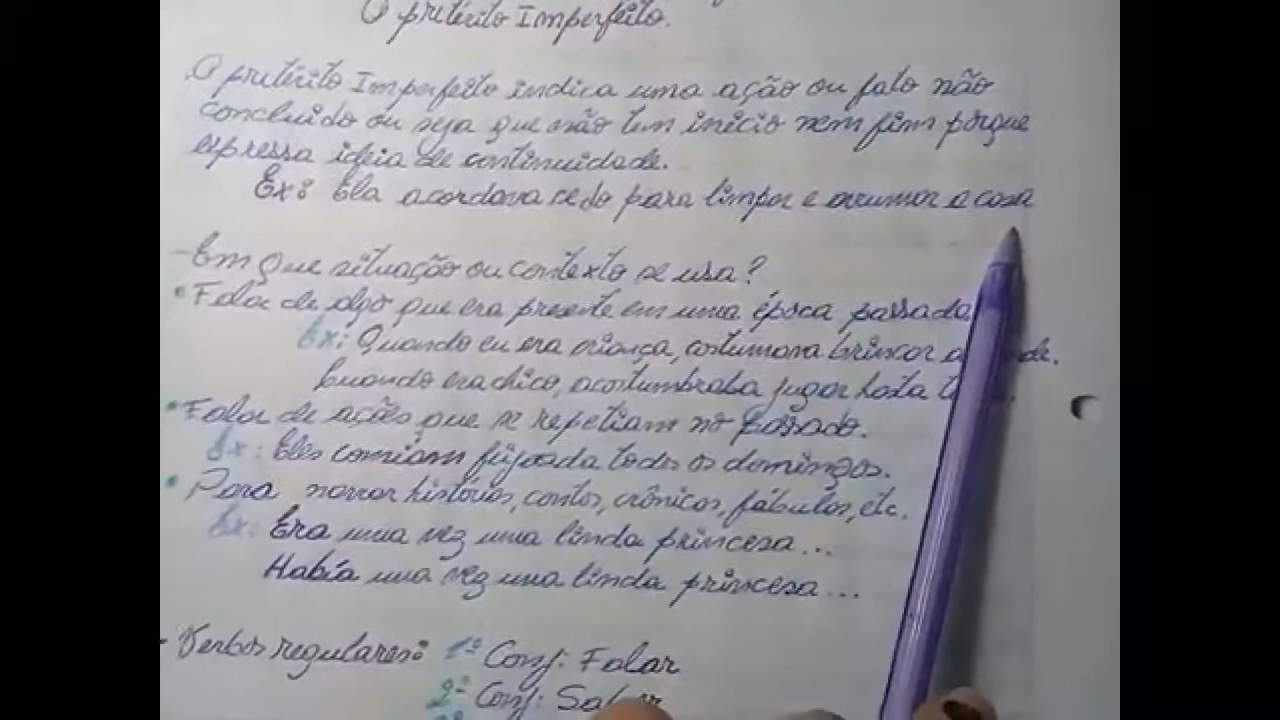 O pretérito Imperfeito.
O pretérito Imperfeito indica uma ação ou fato não
concluido ou seja que não tem início nem fim porque
expressa ideia de continuidade.
Ex: Ela acordava cedo para limpar e arrumar a casa
- Em que situação ou contexto se usa?
• Falar de algo que era presente em uma época passada
Ex: Quando eu era criança, costumava brincar
Cuando era chico, acostumbraba jugar hasta
• Falar de ações que se repetiam no passado.
Ex: Eles comiam feijoada todos os domingos.
• Para narrar histórias, contos, crônicas, fábulas, etc.
Ex: Era uma vez uma linda princesa...
Había una vez una linda princesa...
- Verbos regulares: 1ª Conj: Falar
2ª Conj: